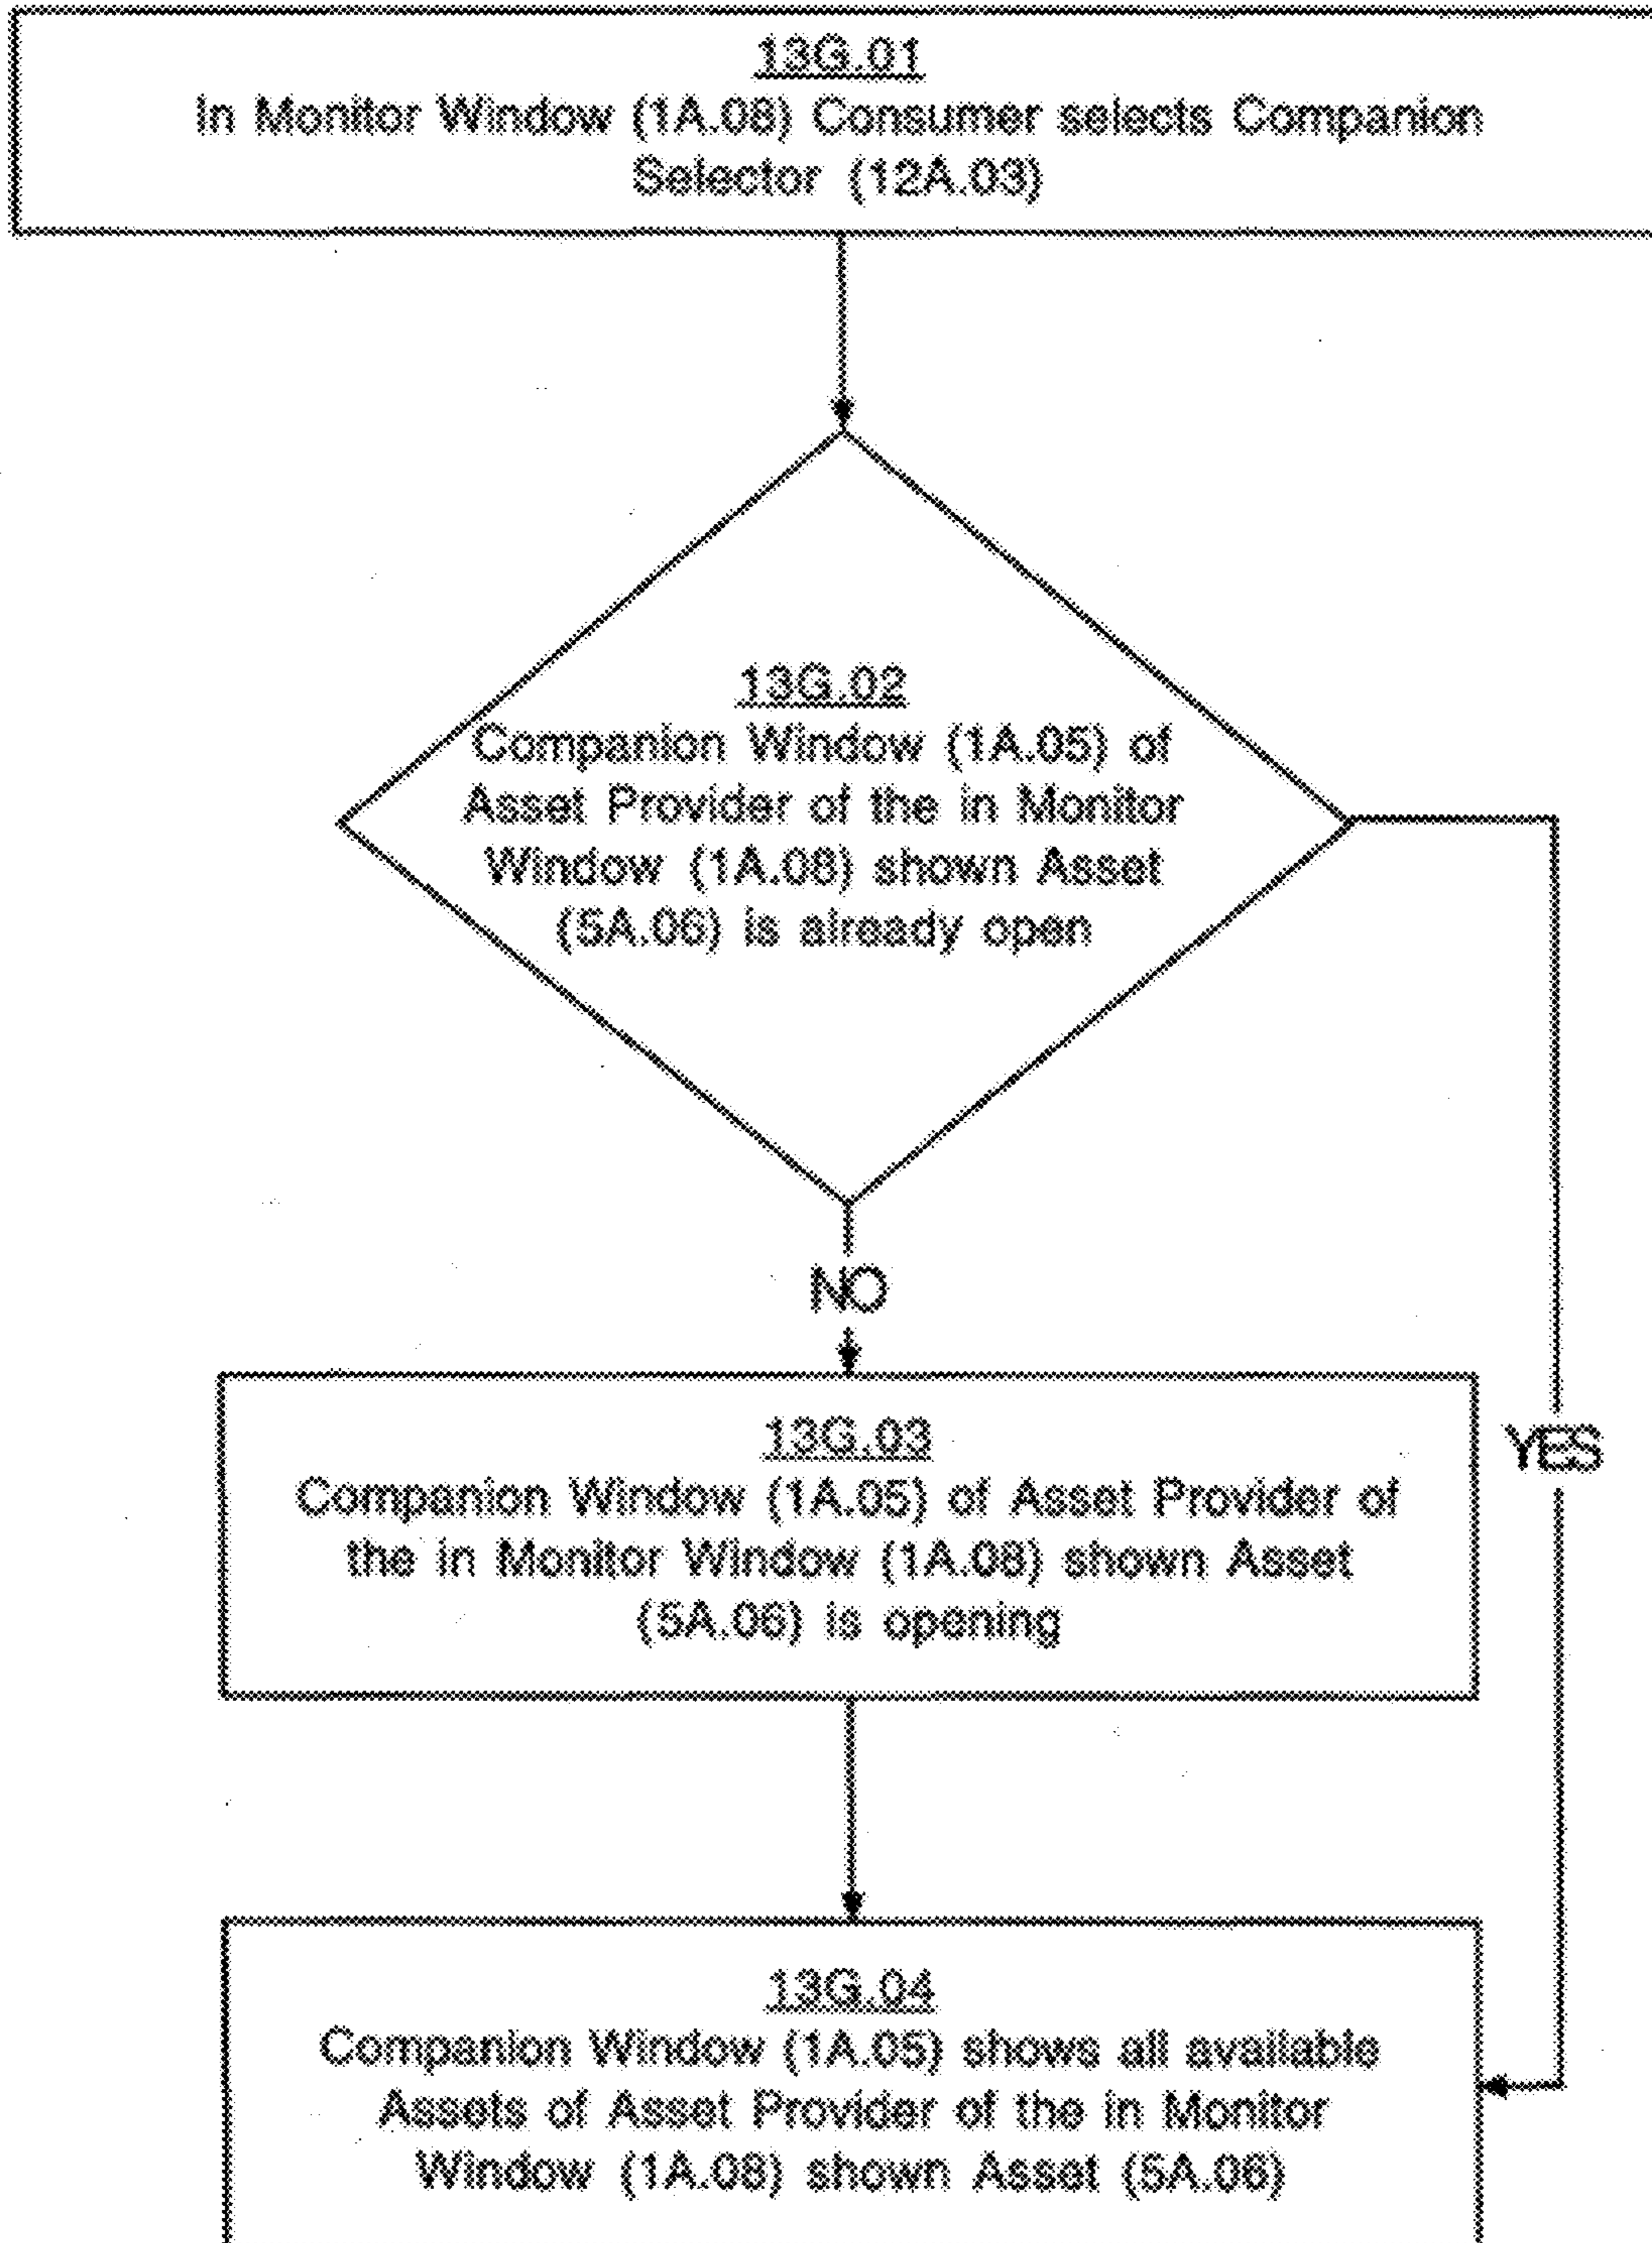 13G.01
In Monitor Window (1A.08) Consumer selects Companion
Selector (12A.03)
13G.02
Companion Window (1A.05) of
Asset Provider of the in Monitor
Window (1A.08) shown Asset
(5A.06) is already open
NO
13G.03
Companion Window (1A.05) of Asset Provider of
the in Monitor Window (1A.08) shown Asset
(5A.06) is opening
YES
13G.04
Companion Window (1A.05) shows all available
Assets of Asset Provider of the in Monitor
Window (1A.08) shown Asset (5A.06)